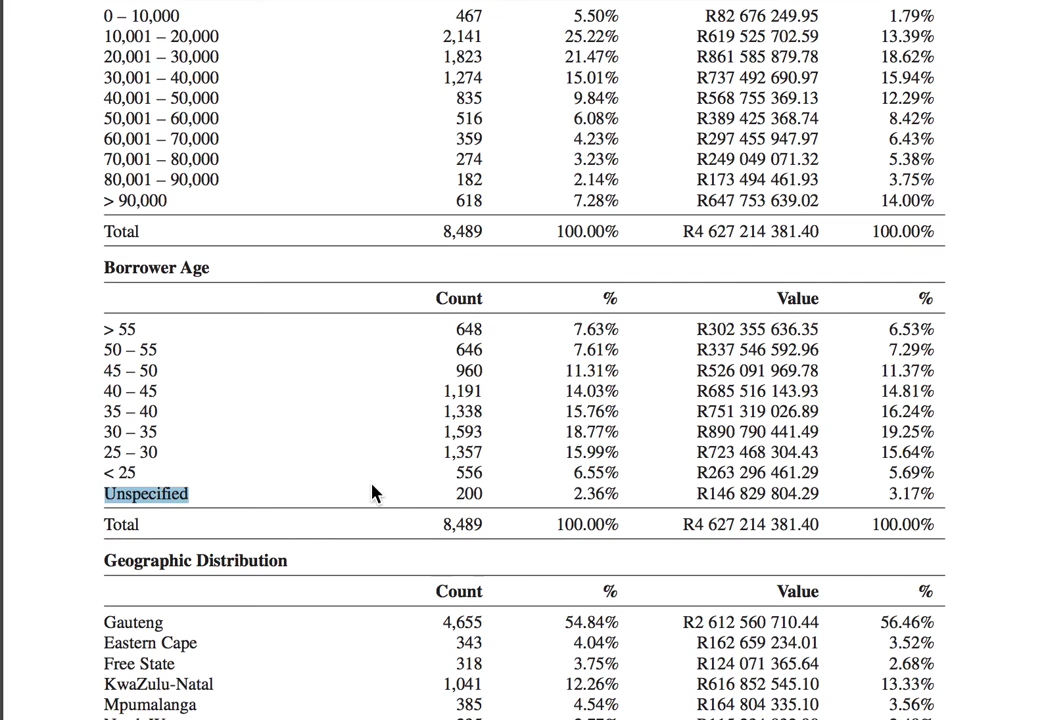 0 – 10,000 467 5.50% R82 676 249.95 1.79%
10,001 – 20,000 2,141 25.22% R619 525 702.59 13.39%
20,001 – 30,000 1,823 21.47% R861 585 879.78 18.62%
30,001 – 40,000 1,274 15.01% R737 492 690.97 15.94%
40,001 – 50,000 835 9.84% R568 755 369.13 12.29%
50,001 – 60,000 516 6.08% R389 425 368.74 8.42%
60,001 – 70,000 359 4.23% R297 455 947.97 6.43%
70,001 – 80,000 274 3.23% R249 049 071.32 5.38%
80,001 – 90,000 182 2.14% R173 494 461.93 3.75%
> 90,000 618 7.28% R647 753 639.02 14.00%
Total 8,489 100.00% R4 627 214 381.40 100.00%
Borrower Age
Count % Value %
> 55 648 7.63% R302 355 636.35 6.53%
50 – 55 646 7.61% R337 546 592.96 7.29%
45 – 50 960 11.31% R526 091 969.78 11.37%
40 – 45 1,191 14.03% R685 516 143.93 14.81%
35 – 40 1,338 15.76% R751 319 026.89 16.24%
30 – 35 1,593 18.77% R890 790 441.49 19.25%
25 – 30 1,357 15.99% R723 468 304.43 15.64%
< 25 556 6.55% R263 296 461.29 5.69%
Unspecified 200 2.36% R146 829 804.29 3.17%
Total 8,489 100.00% R4 627 214 381.40 100.00%
Geographic Distribution
Count % Value %
Gauteng 4,655 54.84% R2 612 560 710.44 56.46%
Eastern Cape 343 4.04% R162 659 234.01 3.52%
Free State 318 3.75% R124 071 365.64 2.68%
KwaZulu-Natal 1,041 12.26% R616 852 545.10 13.33%
Mpumalanga 385 4.54% R164 804 335.10 3.56%